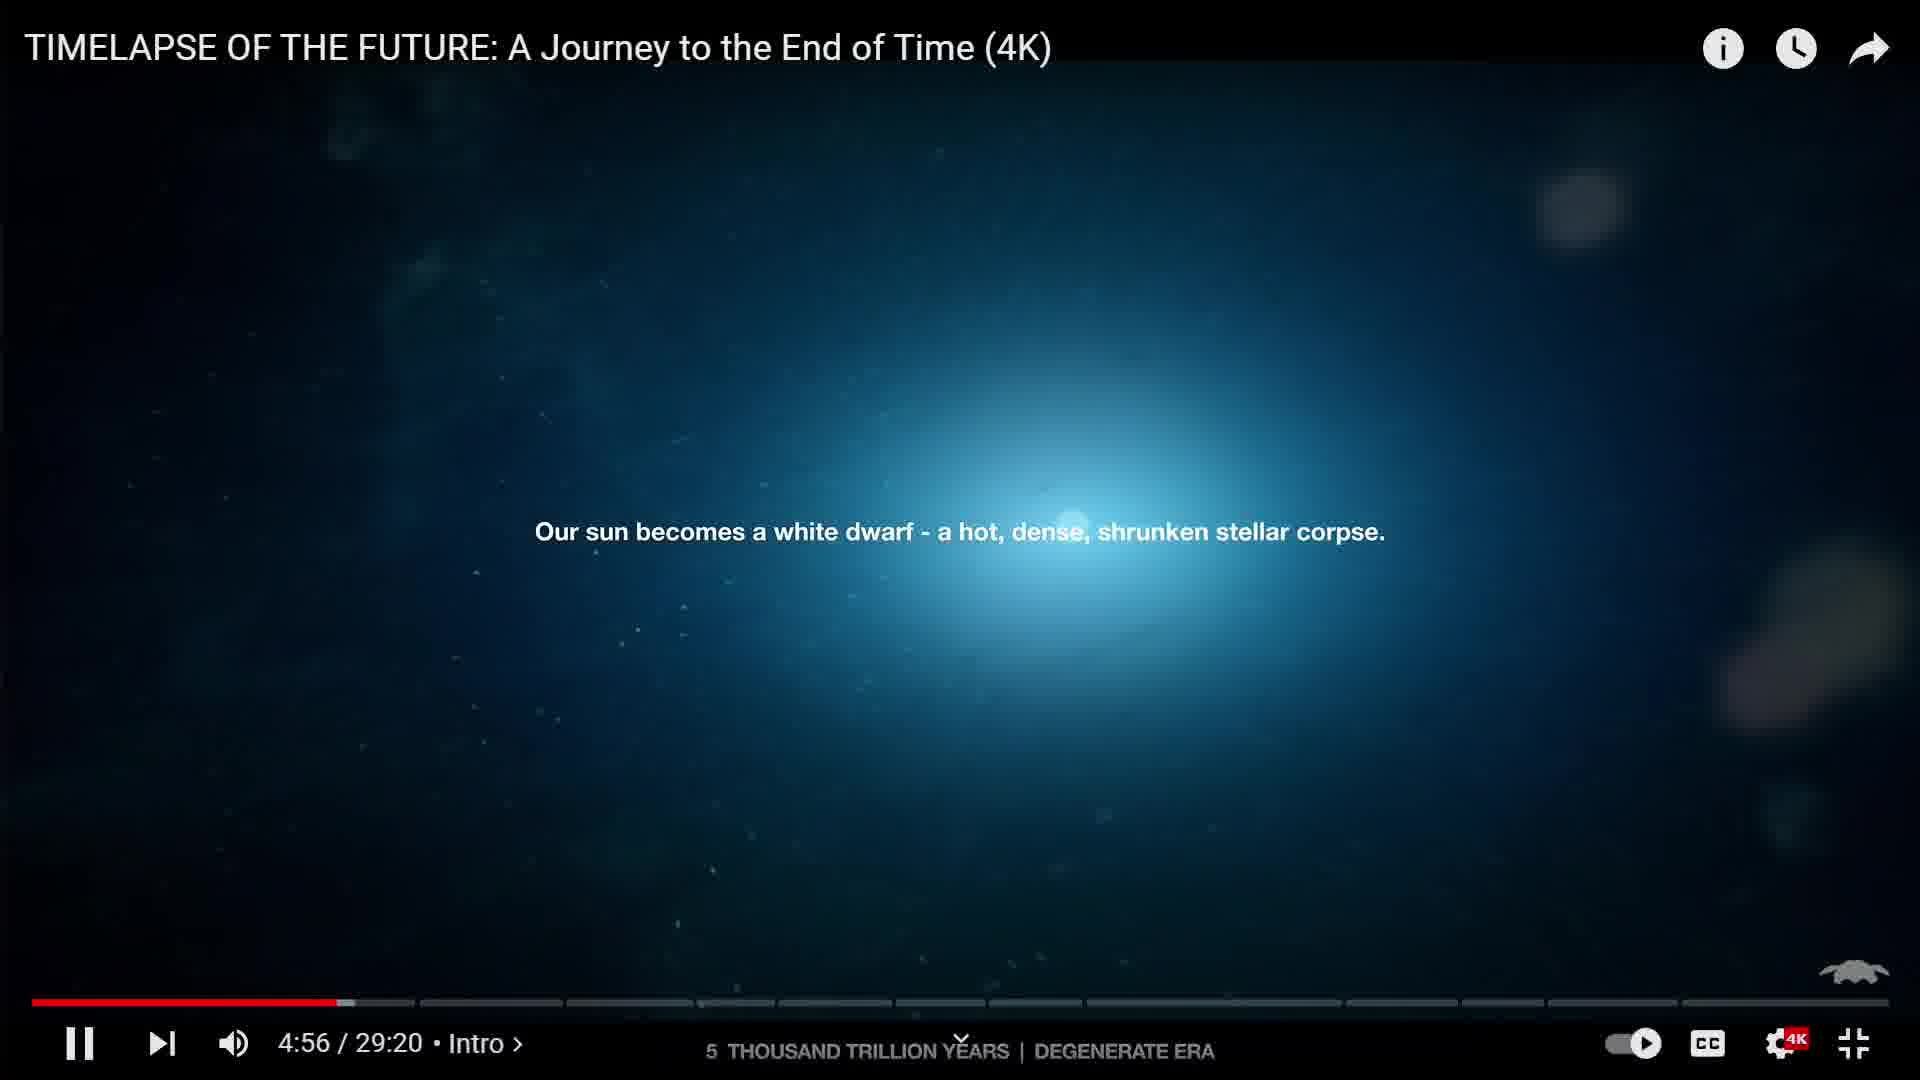 TIMELAPSE OF THE FUTURE: A Journey to the End of Time (4K)
Our sun becomes a white dwarf - a hot, dense, shrunken stellar corpse.
4:56 / 29:20 • Intro
5 THOUSAND TRILLION YEARS | DEGENERATE ERA
CC
4K